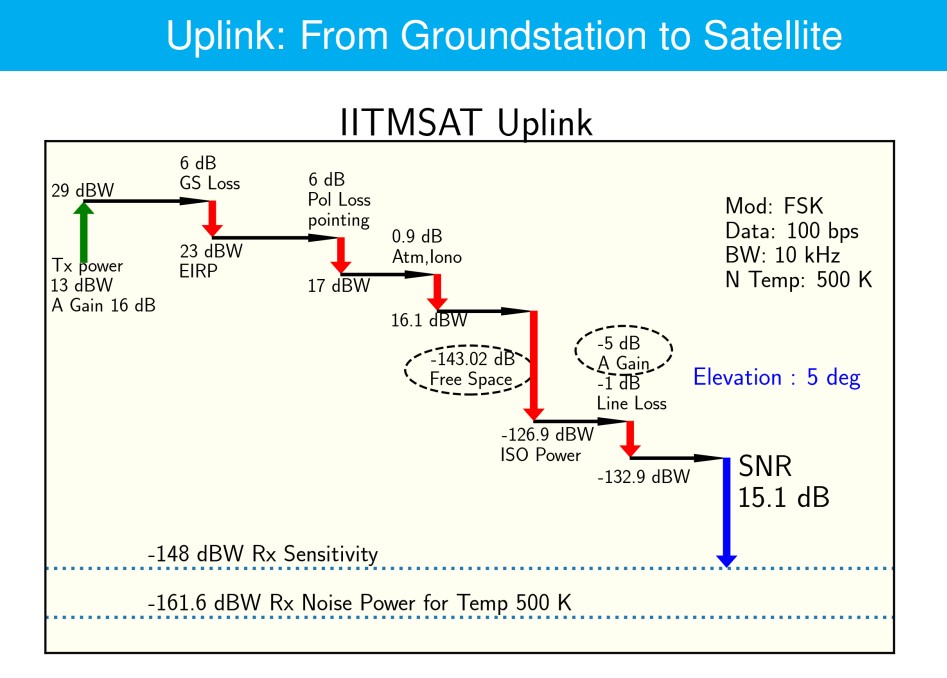 Uplink: From Groundstation to Satellite
IITMSAT Uplink
29 dBW
Tx power
13 dBW
A Gain 16 dB
6 dB
GS Loss
23 dBW
EIRP
6 dB
Pol Loss
pointing
17 dBW
0.9 dB
Atm,Iono
16.1 dBW
-143.02 dB
Free Space
-126.9 dBW
ISO Power
-5 dB
A Gain
-1 dB
Line Loss
-132.9 dBW
Mod: FSK
Data: 100 bps
BW: 10 kHz
N Temp: 500 K
Elevation : 5 deg
SNR
15.1 dB
-148 dBW Rx Sensitivity
-161.6 dBW Rx Noise Power for Temp 500 K